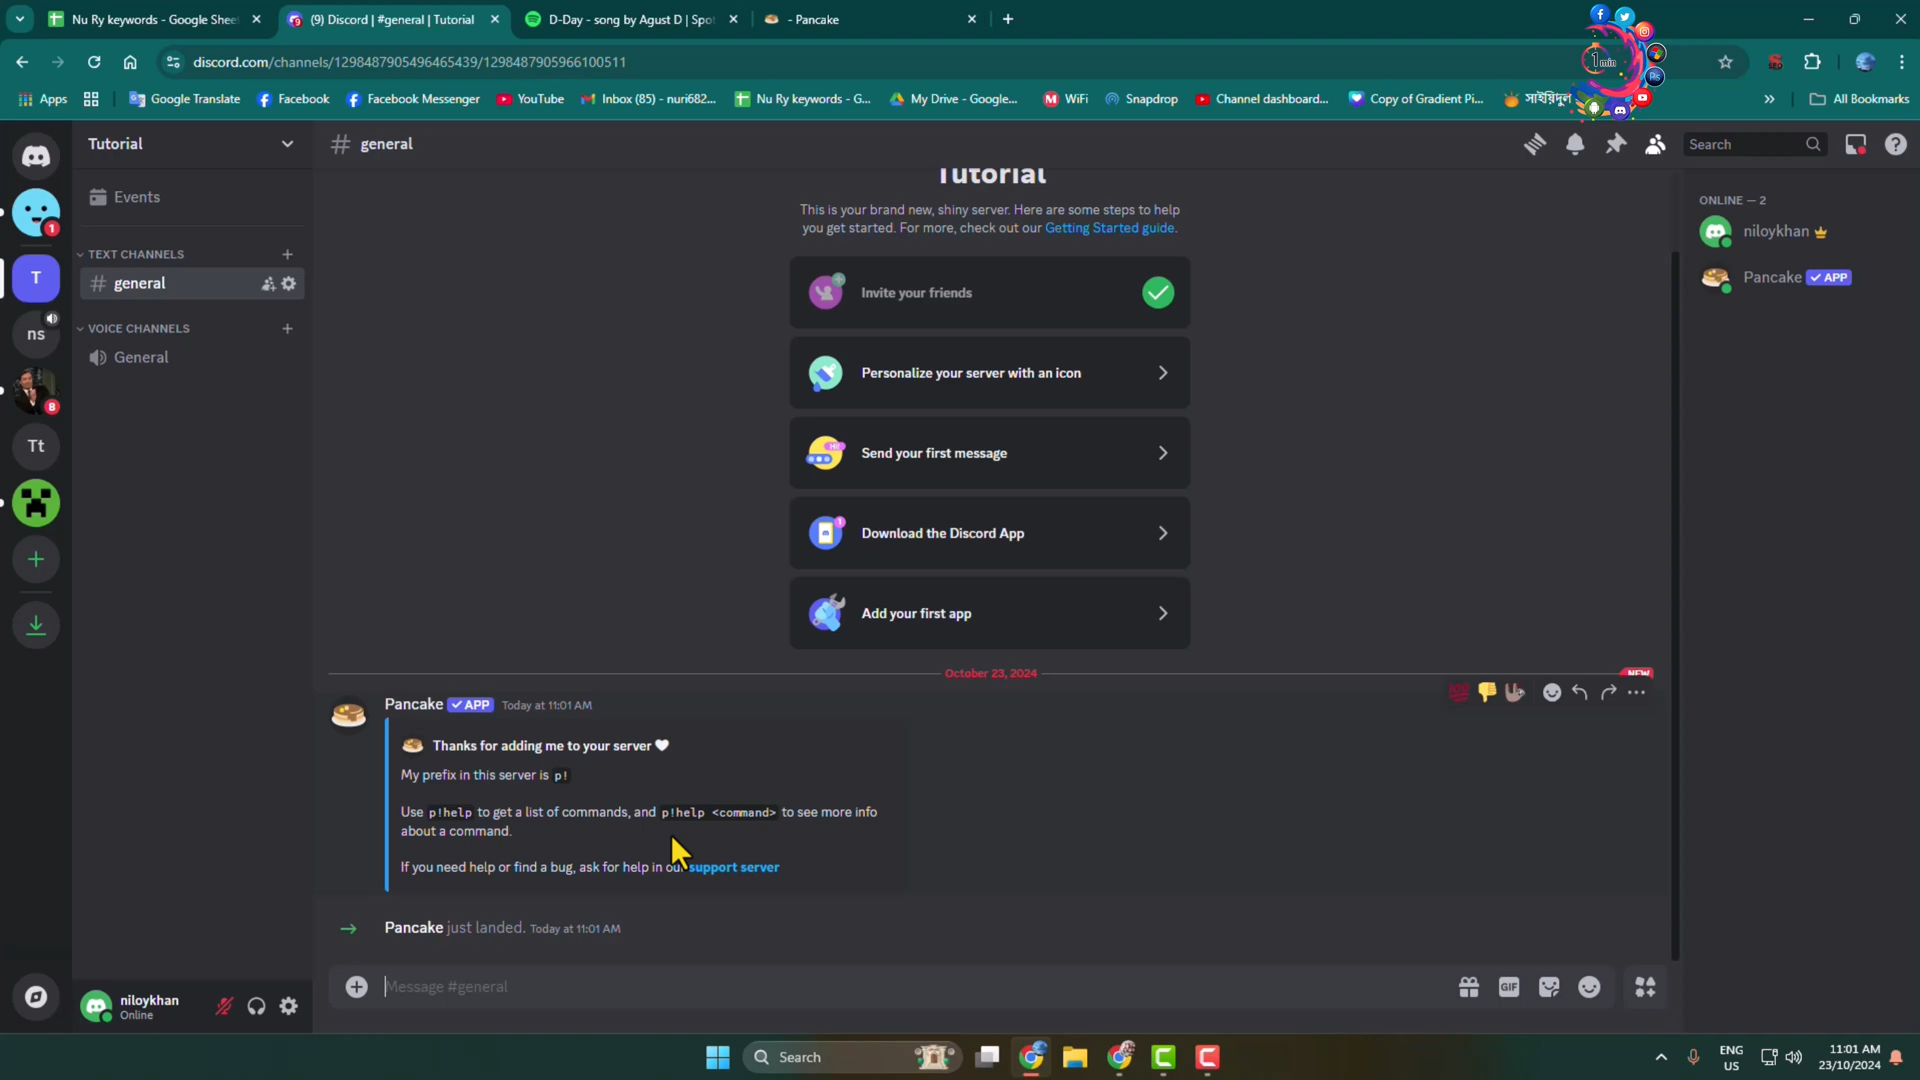 Nu Ry keywords - Google Shee
(9) Discord | #general | Tutorial
D-Day - song by Agust D | Spot
- Pancake
discord.com/channels/1298487905496465439/1298487905966100511
1 min
Ps
SEO
Apps
Google Translate
Facebook
Facebook Messenger
YouTube
Inbox (85) - nuri682...
Nu Ry keywords - G...
My Drive - Google...
WiFi
Snapdrop
Channel dashboard...
Copy of Gradient Pi...
সাইয়িদুল
All Bookmarks
Tutorial
general
Search
Events
TEXT CHANNELS
general
VOICE CHANNELS
General
1
T
ns
B
Tt
Tutorial
This is your brand new, shiny server. Here are some steps to help
you get started. For more, check out our Getting Started guide.
Invite your friends
Personalize your server with an icon
Send your first message
Download the Discord App
Add your first app
October 23, 2024
NEW
Pancake APP Today at 11:01 AM
Thanks for adding me to your server
My prefix in this server is p!
Use p!help to get a list of commands, and p!help <command> to see more info
about a command.
If you need help or find a bug, ask for help in our support server
Pancake just landed. Today at 11:01 AM
Message #general
GIF
ONLINE — 2
niloykhan
Pancake APP
niloykhan
Online
Search
ENG
US
11:01 AM
23/10/2024